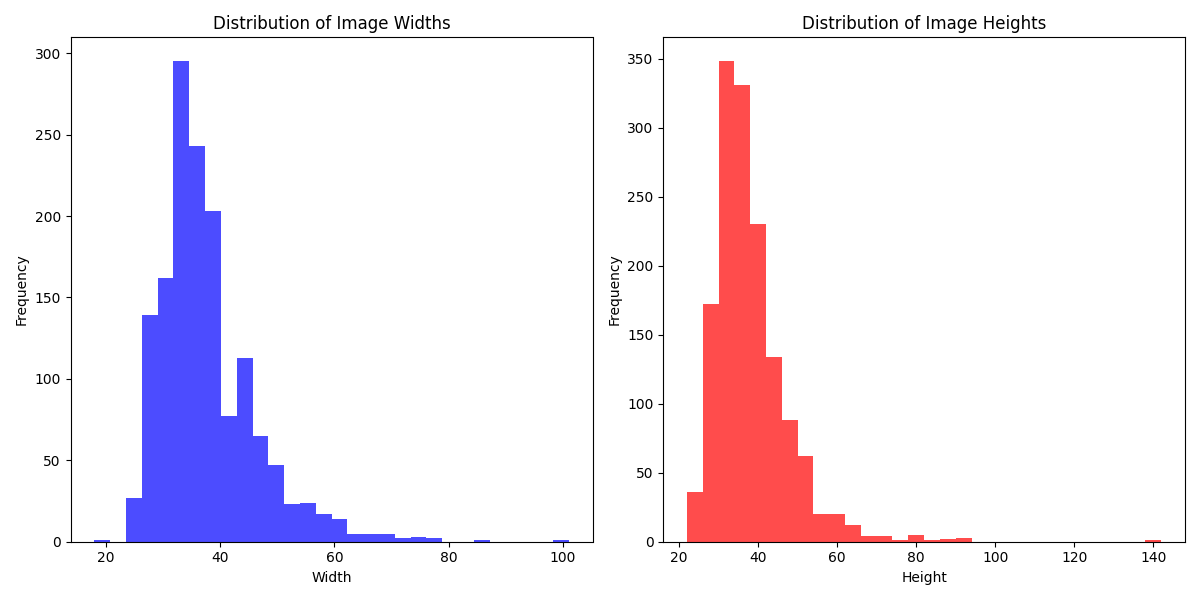 Distribution of Image Widths
300
250
200
150
100
50
0
Frequency
20 40 60 80 100
Width
Distribution of Image Heights
350
300
250
200
150
100
50
0
Frequency
20 40 60 80 100 120 140
Height